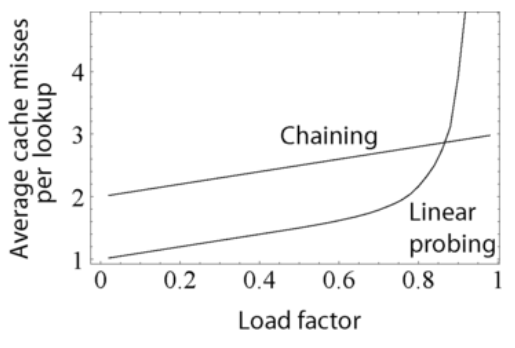 Average cache misses
per lookup
4
3
2
1
Chaining
Linear
probing
0
0.2
0.4
0.6
0.8
1
Load factor